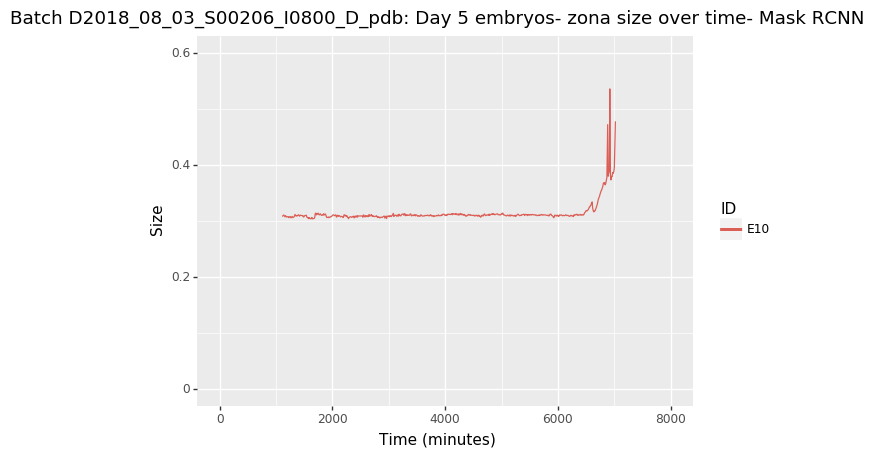 Batch D2018_08_03_S00206_I0800_D_pdb: Day 5 embryos- zona size over time- Mask RCNN
0.6
0.4
0.2
0
Size
0
2000
4000
6000
8000
Time (minutes)
ID
E10